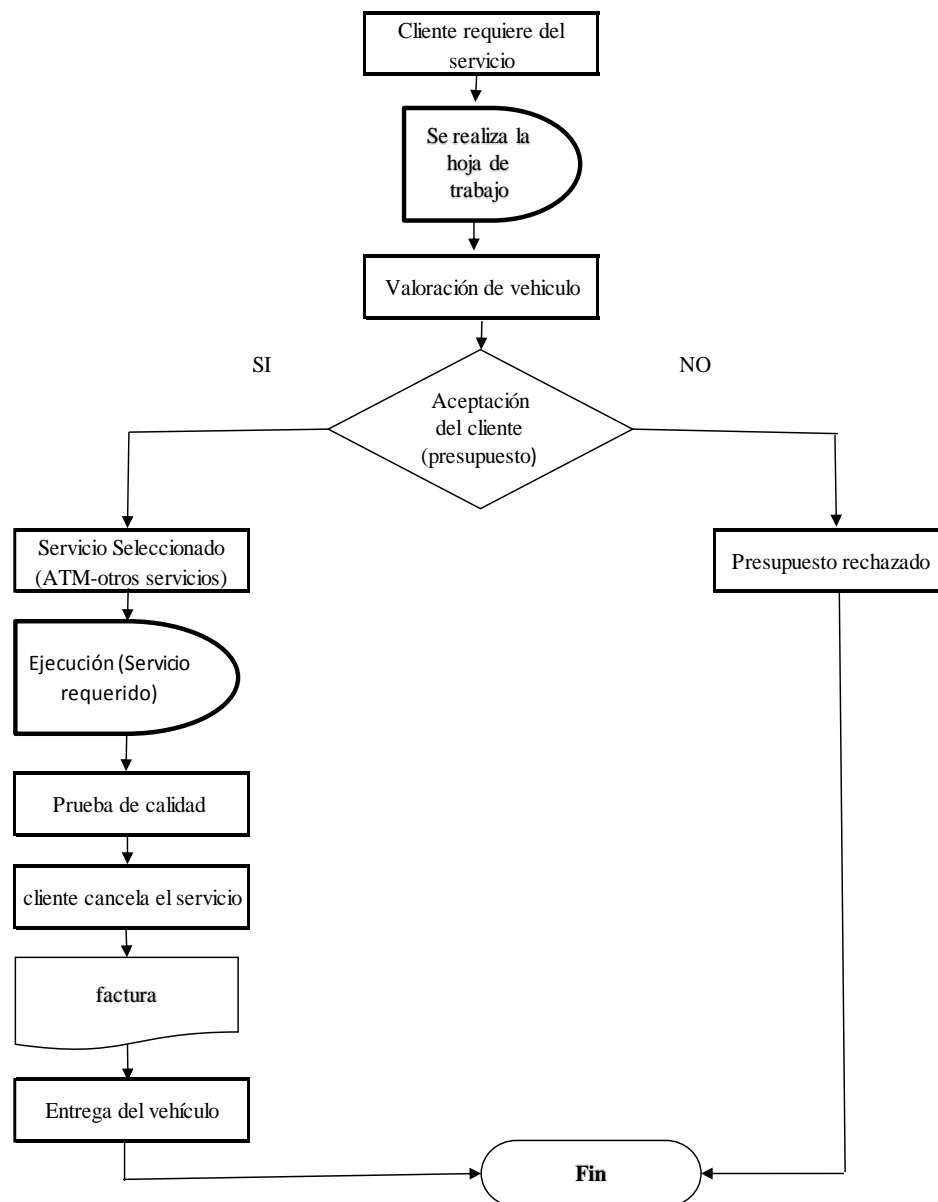 Cliente requiere del
servicio
Se realiza la
hoja de
trabajo
Valoración de vehiculo
SI
NO
Aceptación
del cliente
(presupuesto)
Servicio Seleccionado
(ATM-otros servicios)
Presupuesto rechazado
Ejecución (Servicio
requerido)
Prueba de calidad
cliente cancela el servicio
factura
Entrega del vehículo
Fin